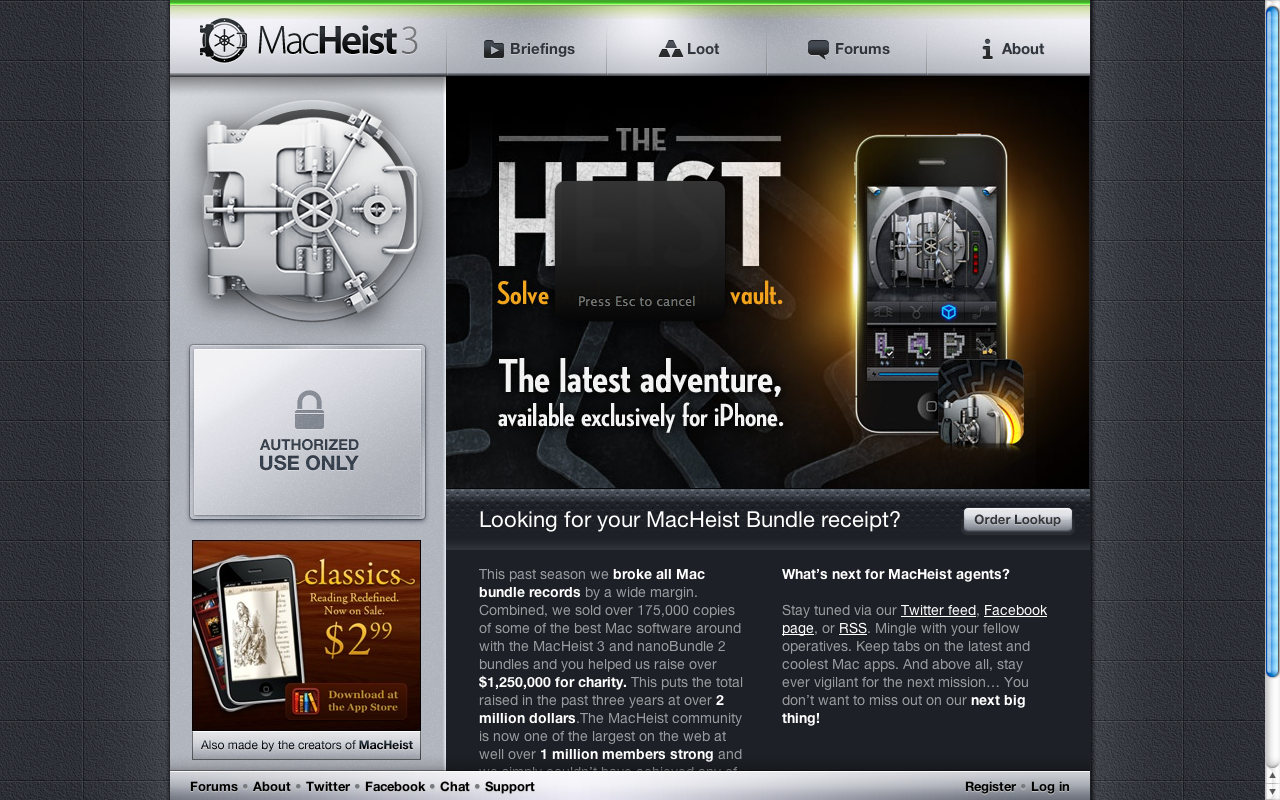 MacHeist 3
Briefings
Loot
Forums
About
THE
HEIST
Solve vault.
Press Esc to cancel
The latest adventure,
available exclusively for iPhone.
AUTHORIZED
USE ONLY
Looking for your MacHeist Bundle receipt?
Order Lookup
classics
Reading Redefined.
Now on Sale.
$299
Download at
the App Store
Also made by the creators of MacHeist
This past season we broke all Mac
bundle records by a wide margin.
Combined, we sold over 175,000 copies
of some of the best Mac software around
with the MacHeist 3 and nanoBundle 2
bundles and you helped us raise over
$1,250,000 for charity. This puts the total
raised in the past three years at over 2
million dollars.The MacHeist community
is now one of the largest on the web at
well over 1 million members strong and
we simply couldn't have achieved any of
What's next for MacHeist agents?
Stay tuned via our Twitter feed, Facebook
page, or RSS. Mingle with your fellow
operatives. Keep tabs on the latest and
coolest Mac apps. And above all, stay
ever vigilant for the next mission… You
don't want to miss out on our next big
thing!
Forums • About • Twitter • Facebook • Chat • Support
Register • Log in